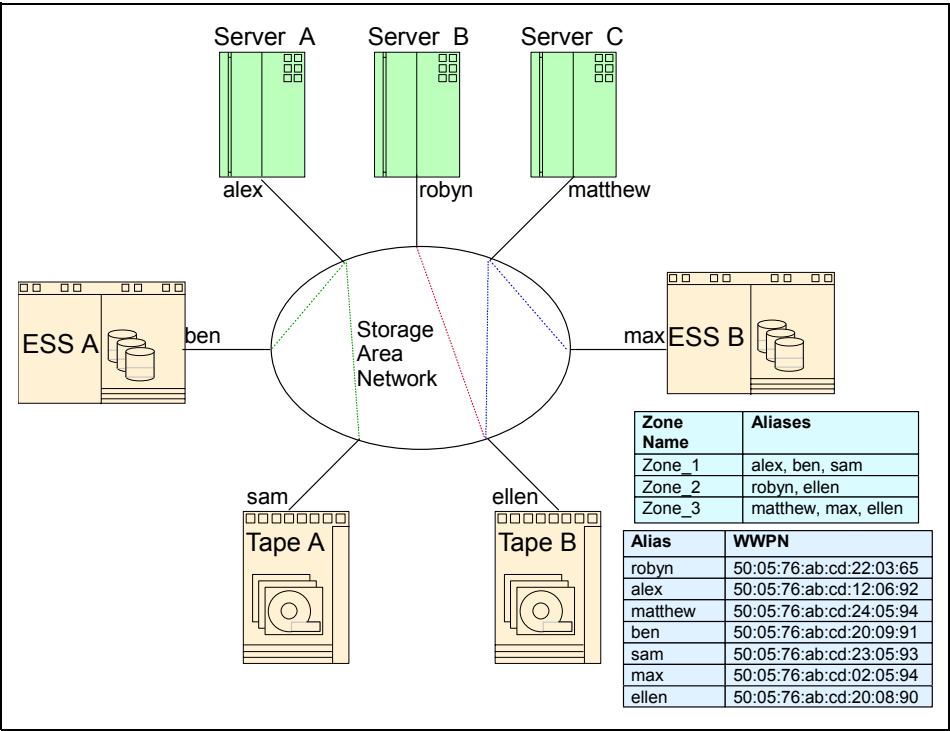 Server A
Server B
Server C
alex
robyn
matthew
ESS A
ben
Storage
Area
Network
max
ESS B
sam
ellen
Tape A
Tape B
Zone Name Aliases
Zone_1 alex, ben, sam
Zone_2 robyn, ellen
Zone_3 matthew, max, ellen
Alias WWPN
robyn 50:05:76:ab:cd:22:03:65
alex 50:05:76:ab:cd:12:06:92
matthew 50:05:76:ab:cd:24:05:94
ben 50:05:76:ab:cd:20:09:91
sam 50:05:76:ab:cd:23:05:93
max 50:05:76:ab:cd:02:05:94
ellen 50:05:76:ab:cd:20:08:90